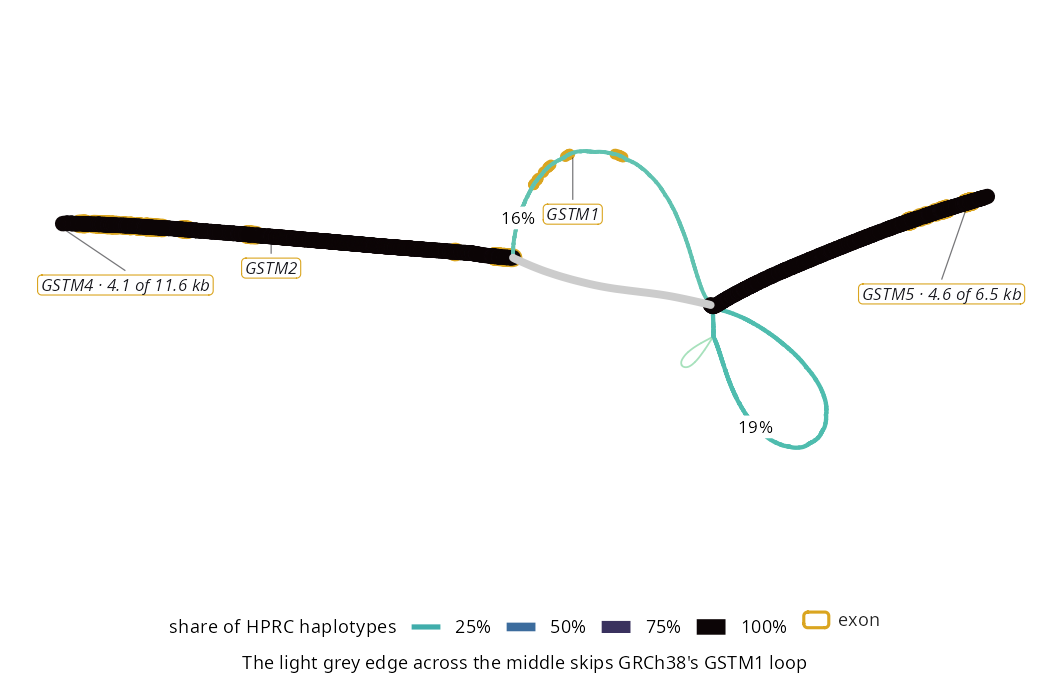 16%
GSTM1
GSTM2
GSTM4 · 4.1 of 11.6 kb
GSTM5 · 4.6 of 6.5 kb
19%
share of HPRC haplotypes 25% 50% 75% 100% exon
The light grey edge across the middle skips GRCh38's GSTM1 loop